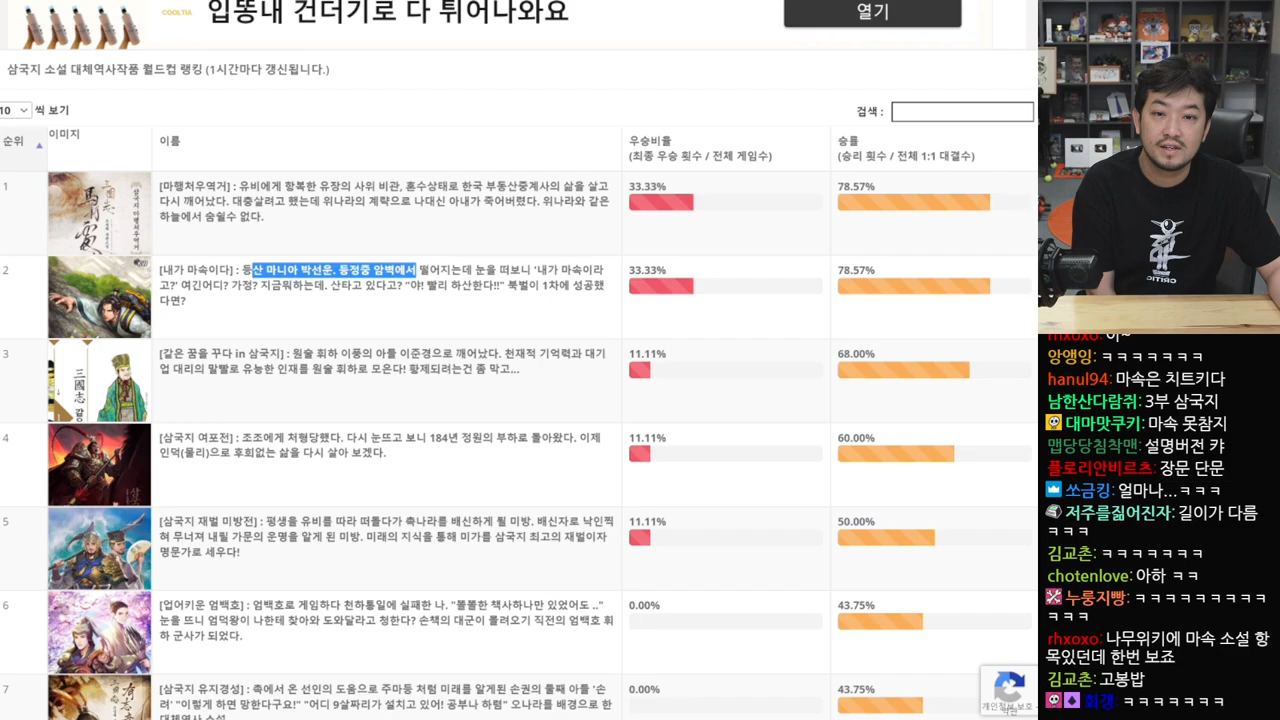 COOLTIA
입똥내 건더기로 다 튀어나와요
열기
삼국지 소설 대체역사작품 월드컵 랭킹 (1시간마다 갱신됩니다.)
10 씩 보기
검색 :
순위
이미지
이름
우승비율
(최종 우승 횟수 / 전체 게임수)
승률
(승리 횟수 / 전체 1:1 대결수)
1
[마행처우역거] : 유비에게 항복한 유장의 사위 비관, 혼수상태로 한국 부동산중계사의 삶을 살고
다시 깨어났다. 대충살려고 했는데 위나라의 계략으로 나대신 아내가 죽어버렸다. 위나라와 같은
하늘에서 숨쉴수 없다.
33.33%
78.57%
2
[내가 마속이다] : 등산 마니아 박선운. 등정중 암벽에서 떨어지는데 눈을 떠보니 '내가 마속이라
고?' 여긴어디? 가정? 지금뭐하는데. 산타고 있다고? "야! 빨리 하산한다!!" 북벌이 1차에 성공했
다면?
33.33%
78.57%
3
[같은 꿈을 꾸다 in 삼국지] : 원술 휘하 이풍의 아들 이준경으로 깨어났다. 천재적 기억력과 대기
업 대리의 말빨로 유능한 인재를 원술 휘하로 모은다! 황제되려는건 좀 막고...
11.11%
68.00%
4
[삼국지 여포전] : 조조에게 처형당했다. 다시 눈뜨고 보니 184년 정원의 부하로 돌아왔다. 이제
인덕(물리)으로 후회없는 삶을 다시 살아 보겠다.
11.11%
60.00%
5
[삼국지 재벌 미방전] : 평생을 유비를 따라 떠돌다가 촉나라를 배신하게 될 미방. 배신자로 낙인찍
혀 무너져 내릴 가문의 운명을 알게 된 미방. 미래의 지식을 통해 미가를 삼국지 최고의 재벌이자
명문가로 세우다!
11.11%
50.00%
6
[업어키운 엄백호] : 엄백호로 게임하다 천하통일에 실패한 나. "똘똘한 책사하나만 있었어도 .."
눈을 뜨니 엄덕왕이 나한테 찾아와 도와달라고 청한다? 손책의 대군이 몰려오기 직전의 엄백호 휘
하 군사가 되었다.
0.00%
43.75%
7
[삼국지 유지경성] : 촉에서 온 선인의 도움으로 주마등 처럼 미래를 알게된 손권의 둘째 아들 '손
려' "이렇게 하면 망한다구요!" "어디 9살짜리가 설치고 있어! 공부나 하렴" 오나라를 배경으로 한
대체역사 소설
0.00%
43.75%
개인정보 보호
약관
CRITIC
rhxoxo: 아~
앙앵잉: ㅋㅋㅋㅋㅋㅋㅋ
hanul94: 마속은 치트키다
남한산다람쥐: 3부 삼국지
대마맛쿠키: 마속 못참지
맵당당침착맨: 설명버전 캬
플로리안비르츠: 장문 단문
쏘금킹: 얼마나...ㅋㅋㅋ
저주를짊어진자: 길이가 다름
ㅋㅋㅋ
김교촌: ㅋㅋㅋㅋㅋㅋㅋ
chotenlove: 아하 ㅋㅋ
누룽지빵: ㅋㅋㅋㅋㅋㅋㅋㅋㅋ
ㅋㅋㅋ
rhxoxo: 나무위키에 마속 소설 항
목있던데 한번 보죠
김교촌: 고봉밥
회갱: ㅋㅋㅋㅋㅋㅋㅋ